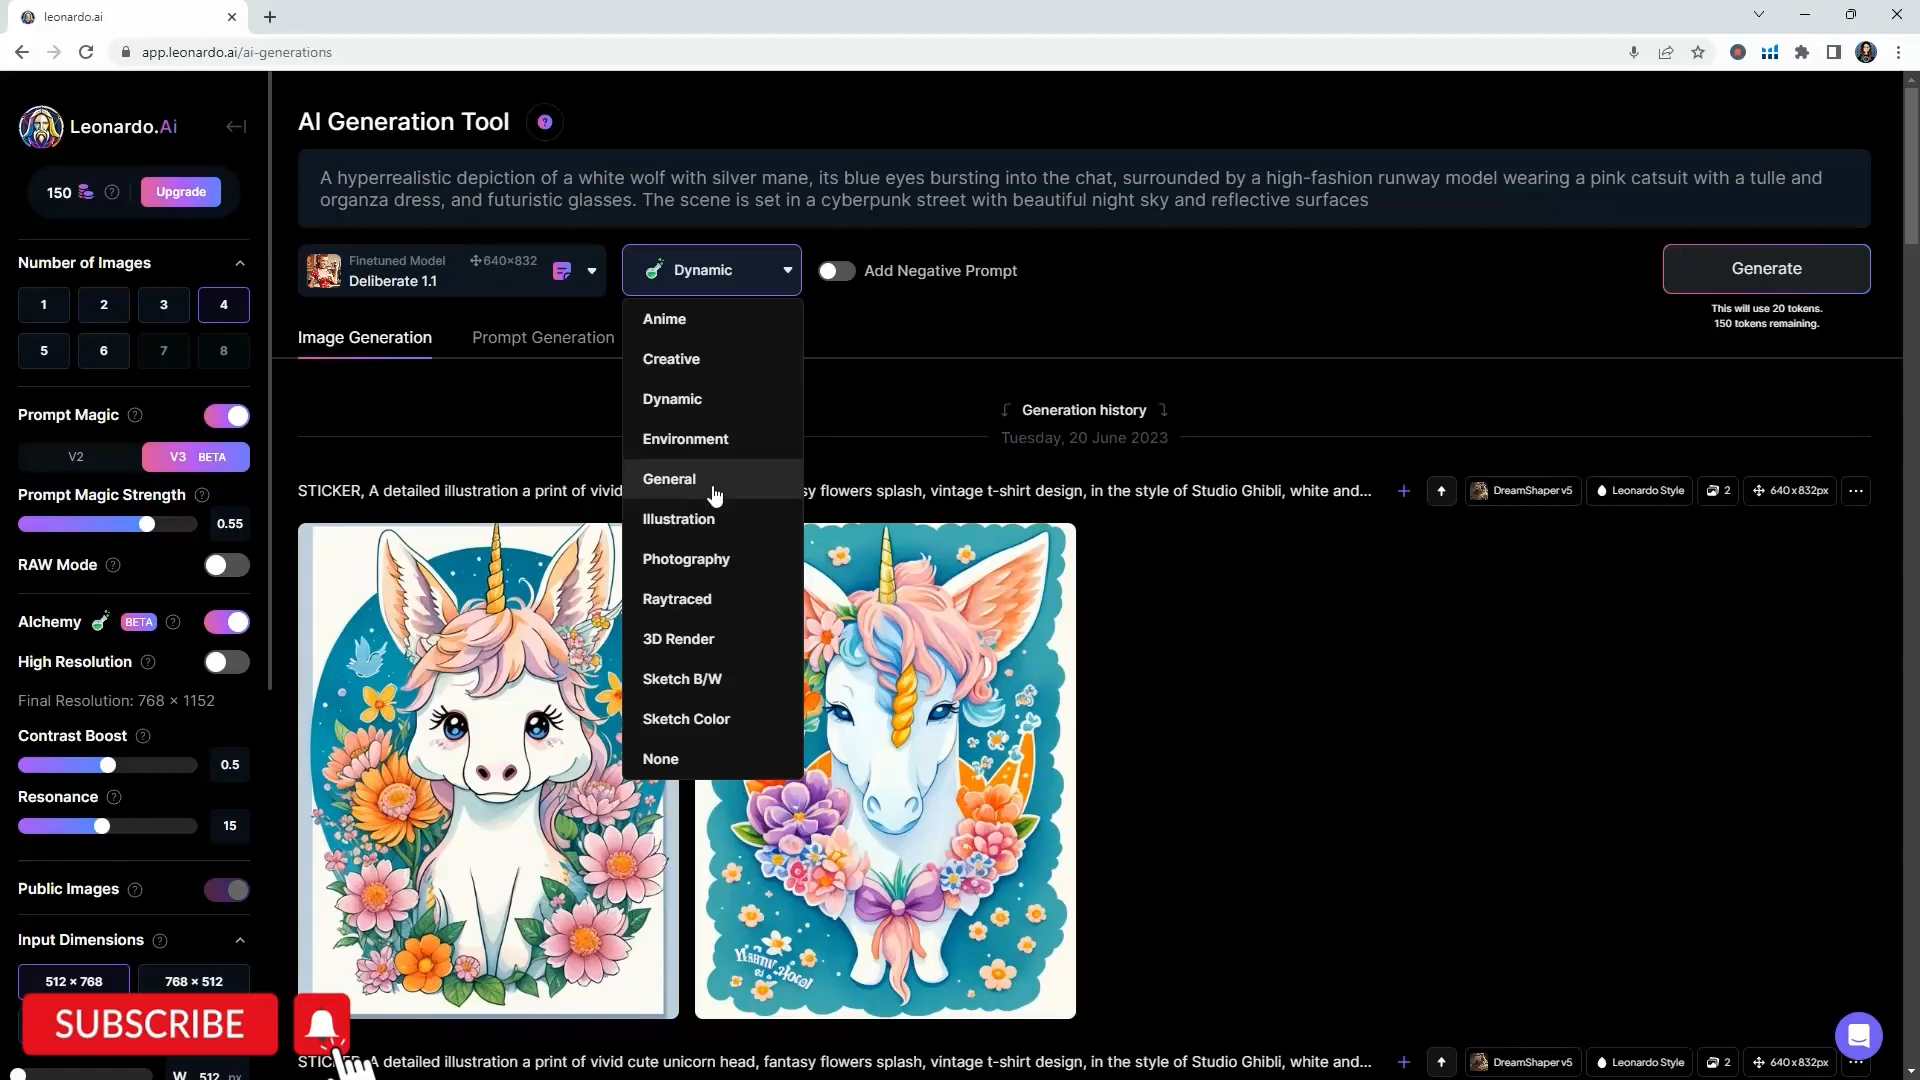 leonardo.ai
app.leonardo.ai/ai-generations
Leonardo.Ai
150
Upgrade
Number of Images
1 2 3 4
5 6 7 8
Prompt Magic
V2 V3 BETA
Prompt Magic Strength
0.55
RAW Mode
Alchemy BETA
High Resolution
Final Resolution: 768 × 1152
Contrast Boost
0.5
Resonance
15
Public Images
Input Dimensions
512 × 768 768 × 512
W 512 px
SUBSCRIBE
AI Generation Tool
A hyperrealistic depiction of a white wolf with silver mane, its blue eyes bursting into the chat, surrounded by a high-fashion runway model wearing a pink catsuit with a tulle and
organza dress, and futuristic glasses. The scene is set in a cyberpunk street with beautiful night sky and reflective surfaces
Finetuned Model 640×832
Deliberate 1.1
Dynamic
Add Negative Prompt
Generate
This will use 20 tokens.
150 tokens remaining.
Image Generation Prompt Generation
Anime
Creative
Dynamic
Environment
General
Illustration
Photography
Raytraced
3D Render
Sketch B/W
Sketch Color
None
Generation history
Tuesday, 20 June 2023
STICKER, A detailed illustration a print of vivid sy flowers splash, vintage t-shirt design, in the style of Studio Ghibli, white and...
DreamShaper v5 Leonardo Style 2 640x832px
STICKER, A detailed illustration a print of vivid cute unicorn head, fantasy flowers splash, vintage t-shirt design, in the style of Studio Ghibli, white and...
DreamShaper v5 Leonardo Style 2 640x832px